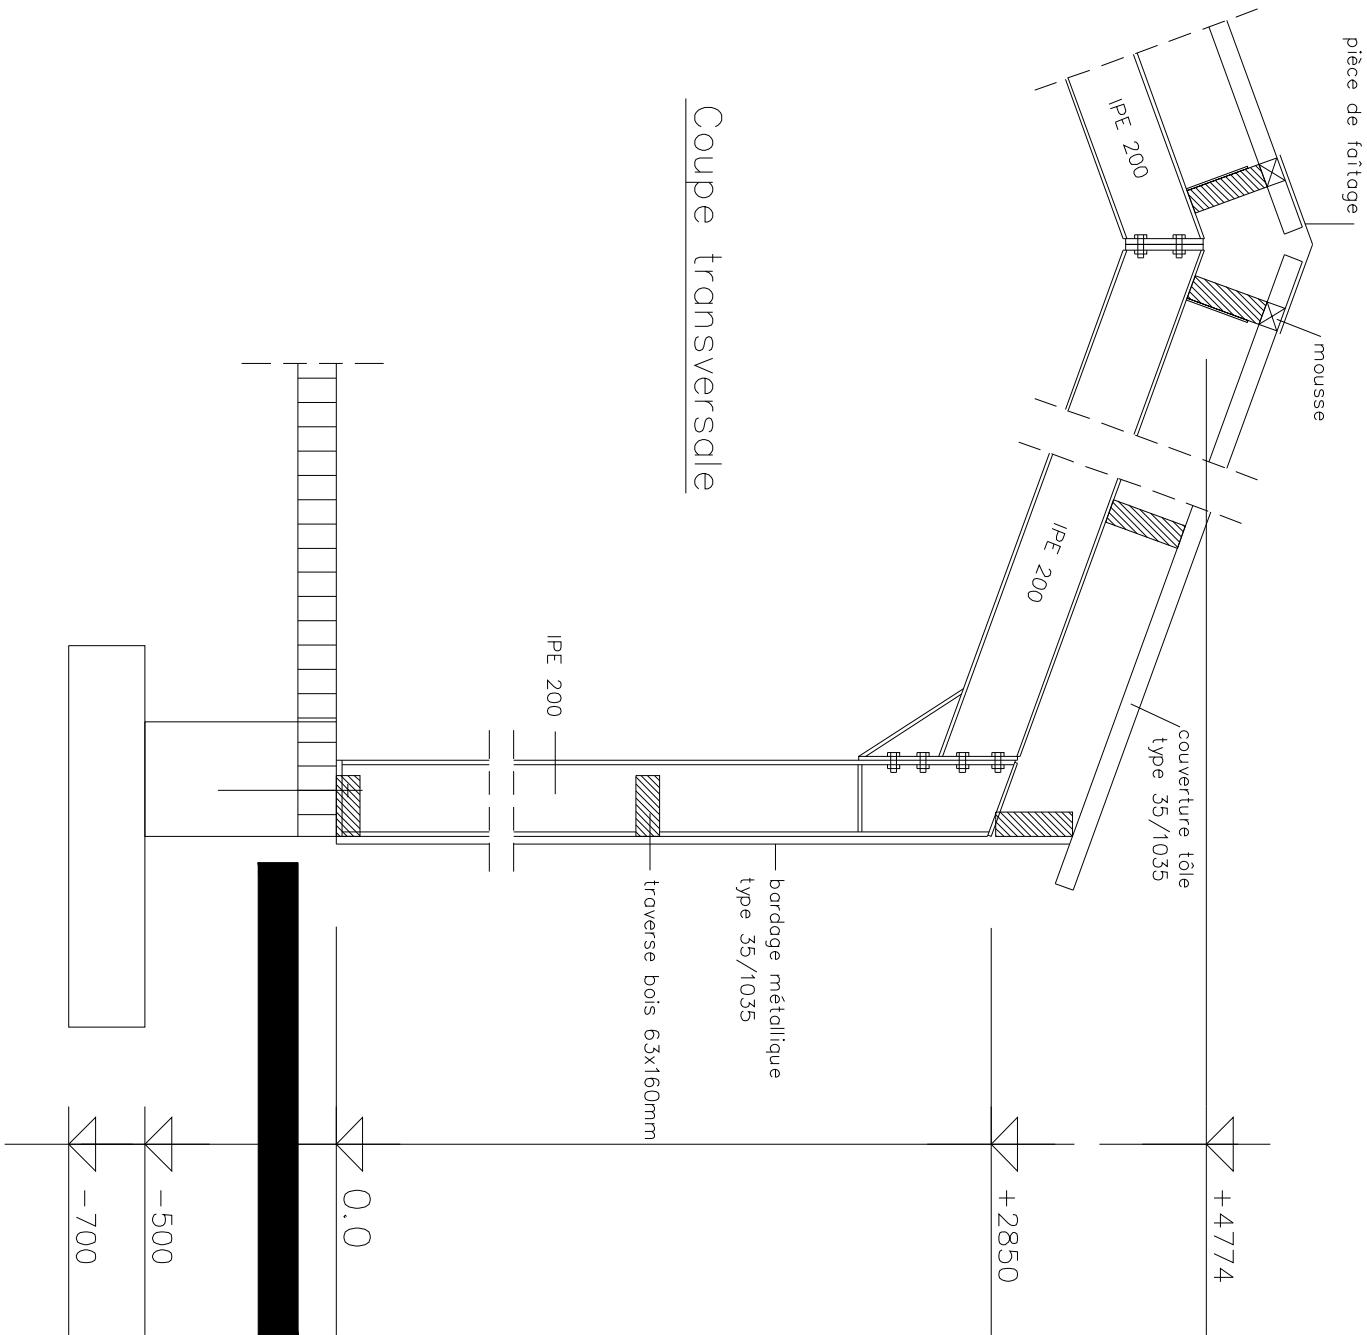 pièce de faîtage
IPE 200
mousse
Coupe transversale
IPE 200
couverture tôle
type 35/1035
IPE 200
bardage métallique
type 35/1035
traverse bois 63x160mm
+4774
+2850
0.0
-500
-700